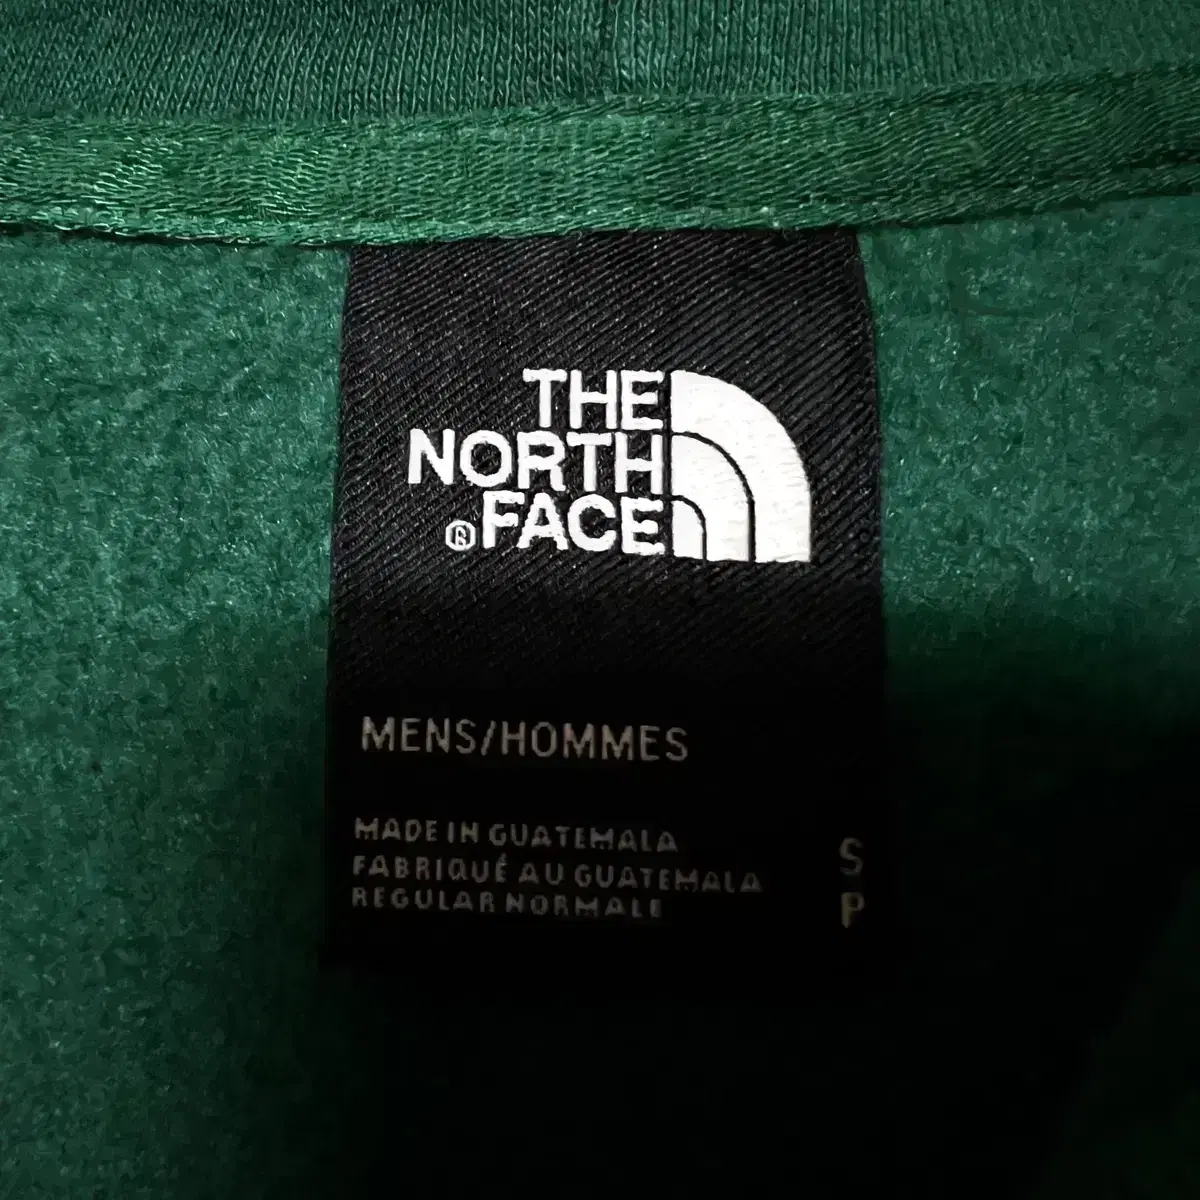 THE
NORTH
FACE
®
MENS/HOMMES
MADE IN GUATEMALA
FABRIQUÉ AU GUATEMALA
REGULAR NORMALE
S
P